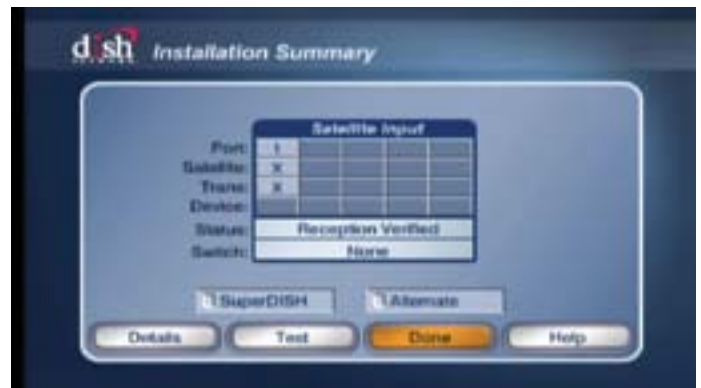 dish Installation Summary
NETWORK
Satellite Input
Port: 1
Satellite: X
Trans: X
Device:
Status: Reception Verified
Switch: None
SuperDISH Alternate
Details Test Done Help